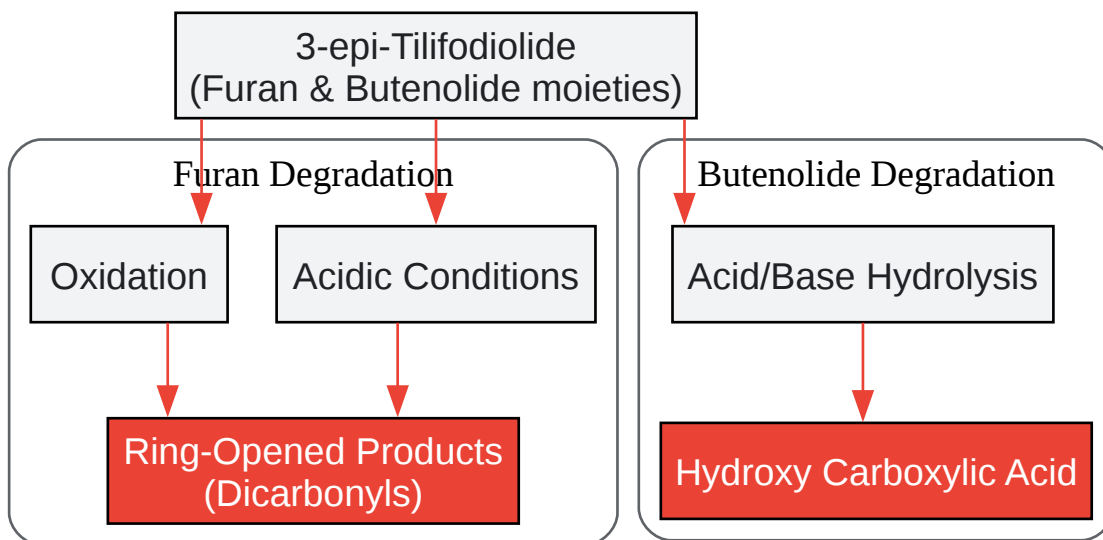 3-epi-Tilifodiolide
(Furan & Butenolide moieties)
Furan Degradation
Butenolide Degradation
Oxidation
Acidic Conditions
Acid/Base Hydrolysis
Ring-Opened Products
(Dicarbonyls)
Hydroxy Carboxylic Acid